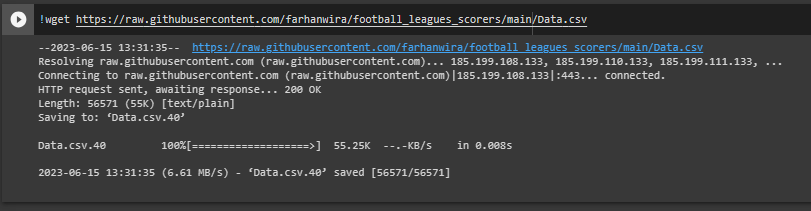 !wget https://raw.githubusercontent.com/farhanwira/football_leagues_scorers/main/Data.csv
--2023-06-15 13:31:35--  https://raw.githubusercontent.com/farhanwira/football_leagues_scorers/main/Data.csv
Resolving raw.githubusercontent.com (raw.githubusercontent.com)... 185.199.108.133, 185.199.110.133, 185.199.111.133, ...
Connecting to raw.githubusercontent.com (raw.githubusercontent.com)|185.199.108.133|:443... connected.
HTTP request sent, awaiting response... 200 OK
Length: 56571 (55K) [text/plain]
Saving to: ‘Data.csv.40’
Data.csv.40         100%[===================>]  55.25K  --.-KB/s    in 0.008s
2023-06-15 13:31:35 (6.61 MB/s) - ‘Data.csv.40’ saved [56571/56571]